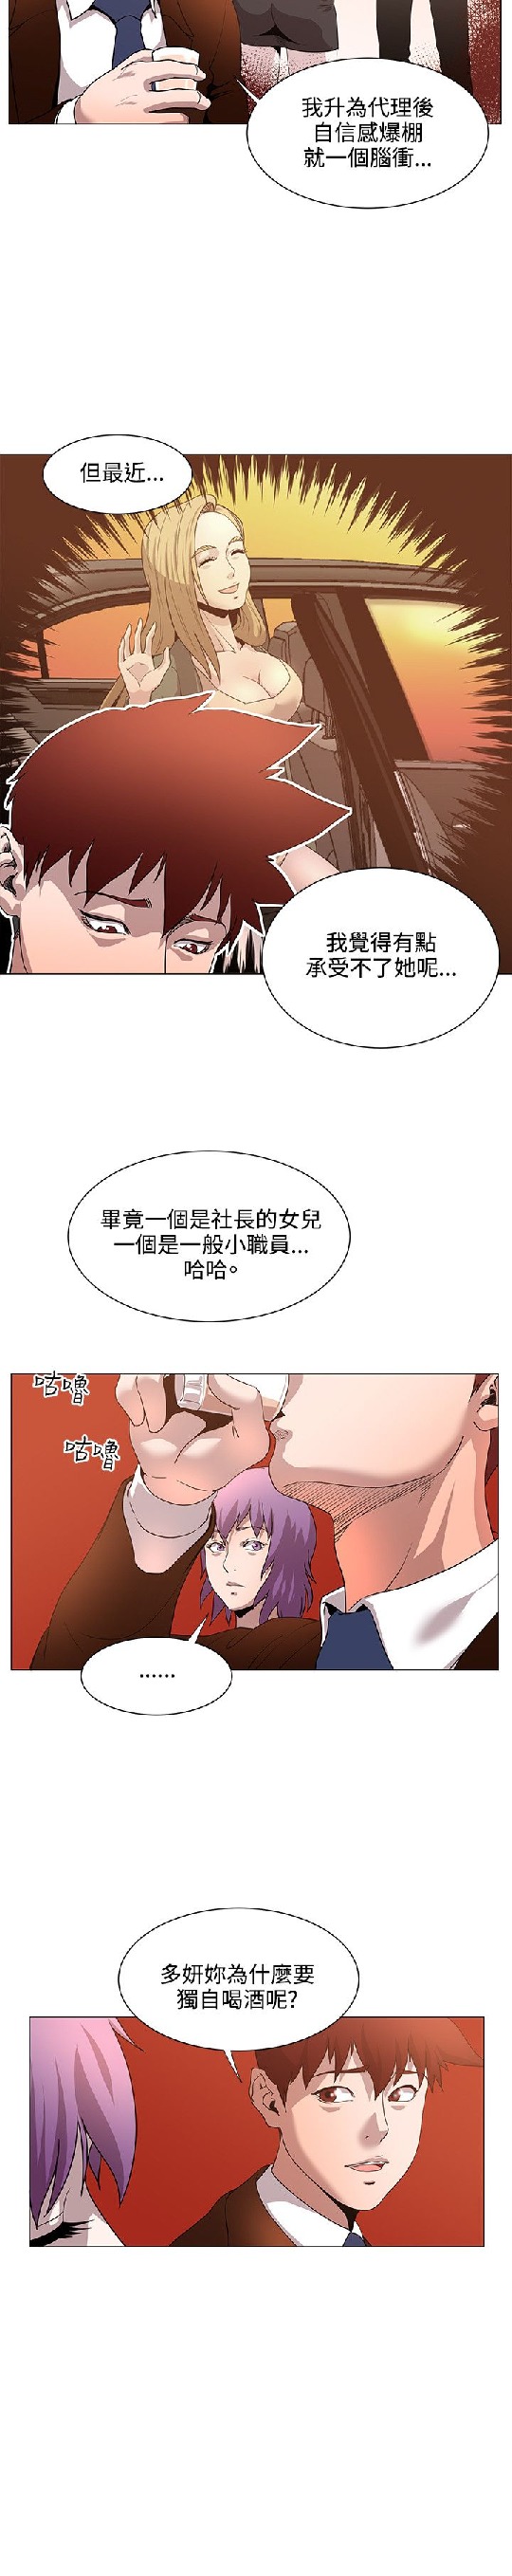 我升為代理後
自信感爆棚
就一個腦衝...
但最近...
我覺得有點
承受不了她呢...
畢竟一個是社長的女兒
一個是一般小職員...
哈哈。
咕嚕
咕嚕
......
多妍妳為什麼要
獨自喝酒呢?